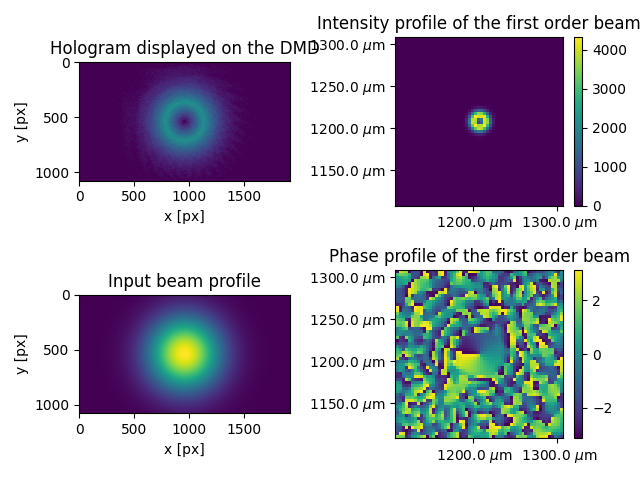 Hologram displayed on the DMD
0
500
1000
y [px]
0 500 1000 1500
x [px]
Intensity profile of the first order beam
1300.0 μm
1250.0 μm
1200.0 μm
1150.0 μm
1200.0 μm 1300.0 μm
4000
3000
2000
1000
0
Input beam profile
0
500
1000
y [px]
0 500 1000 1500
x [px]
Phase profile of the first order beam
1300.0 μm
1250.0 μm
1200.0 μm
1150.0 μm
1200.0 μm 1300.0 μm
2
0
−2